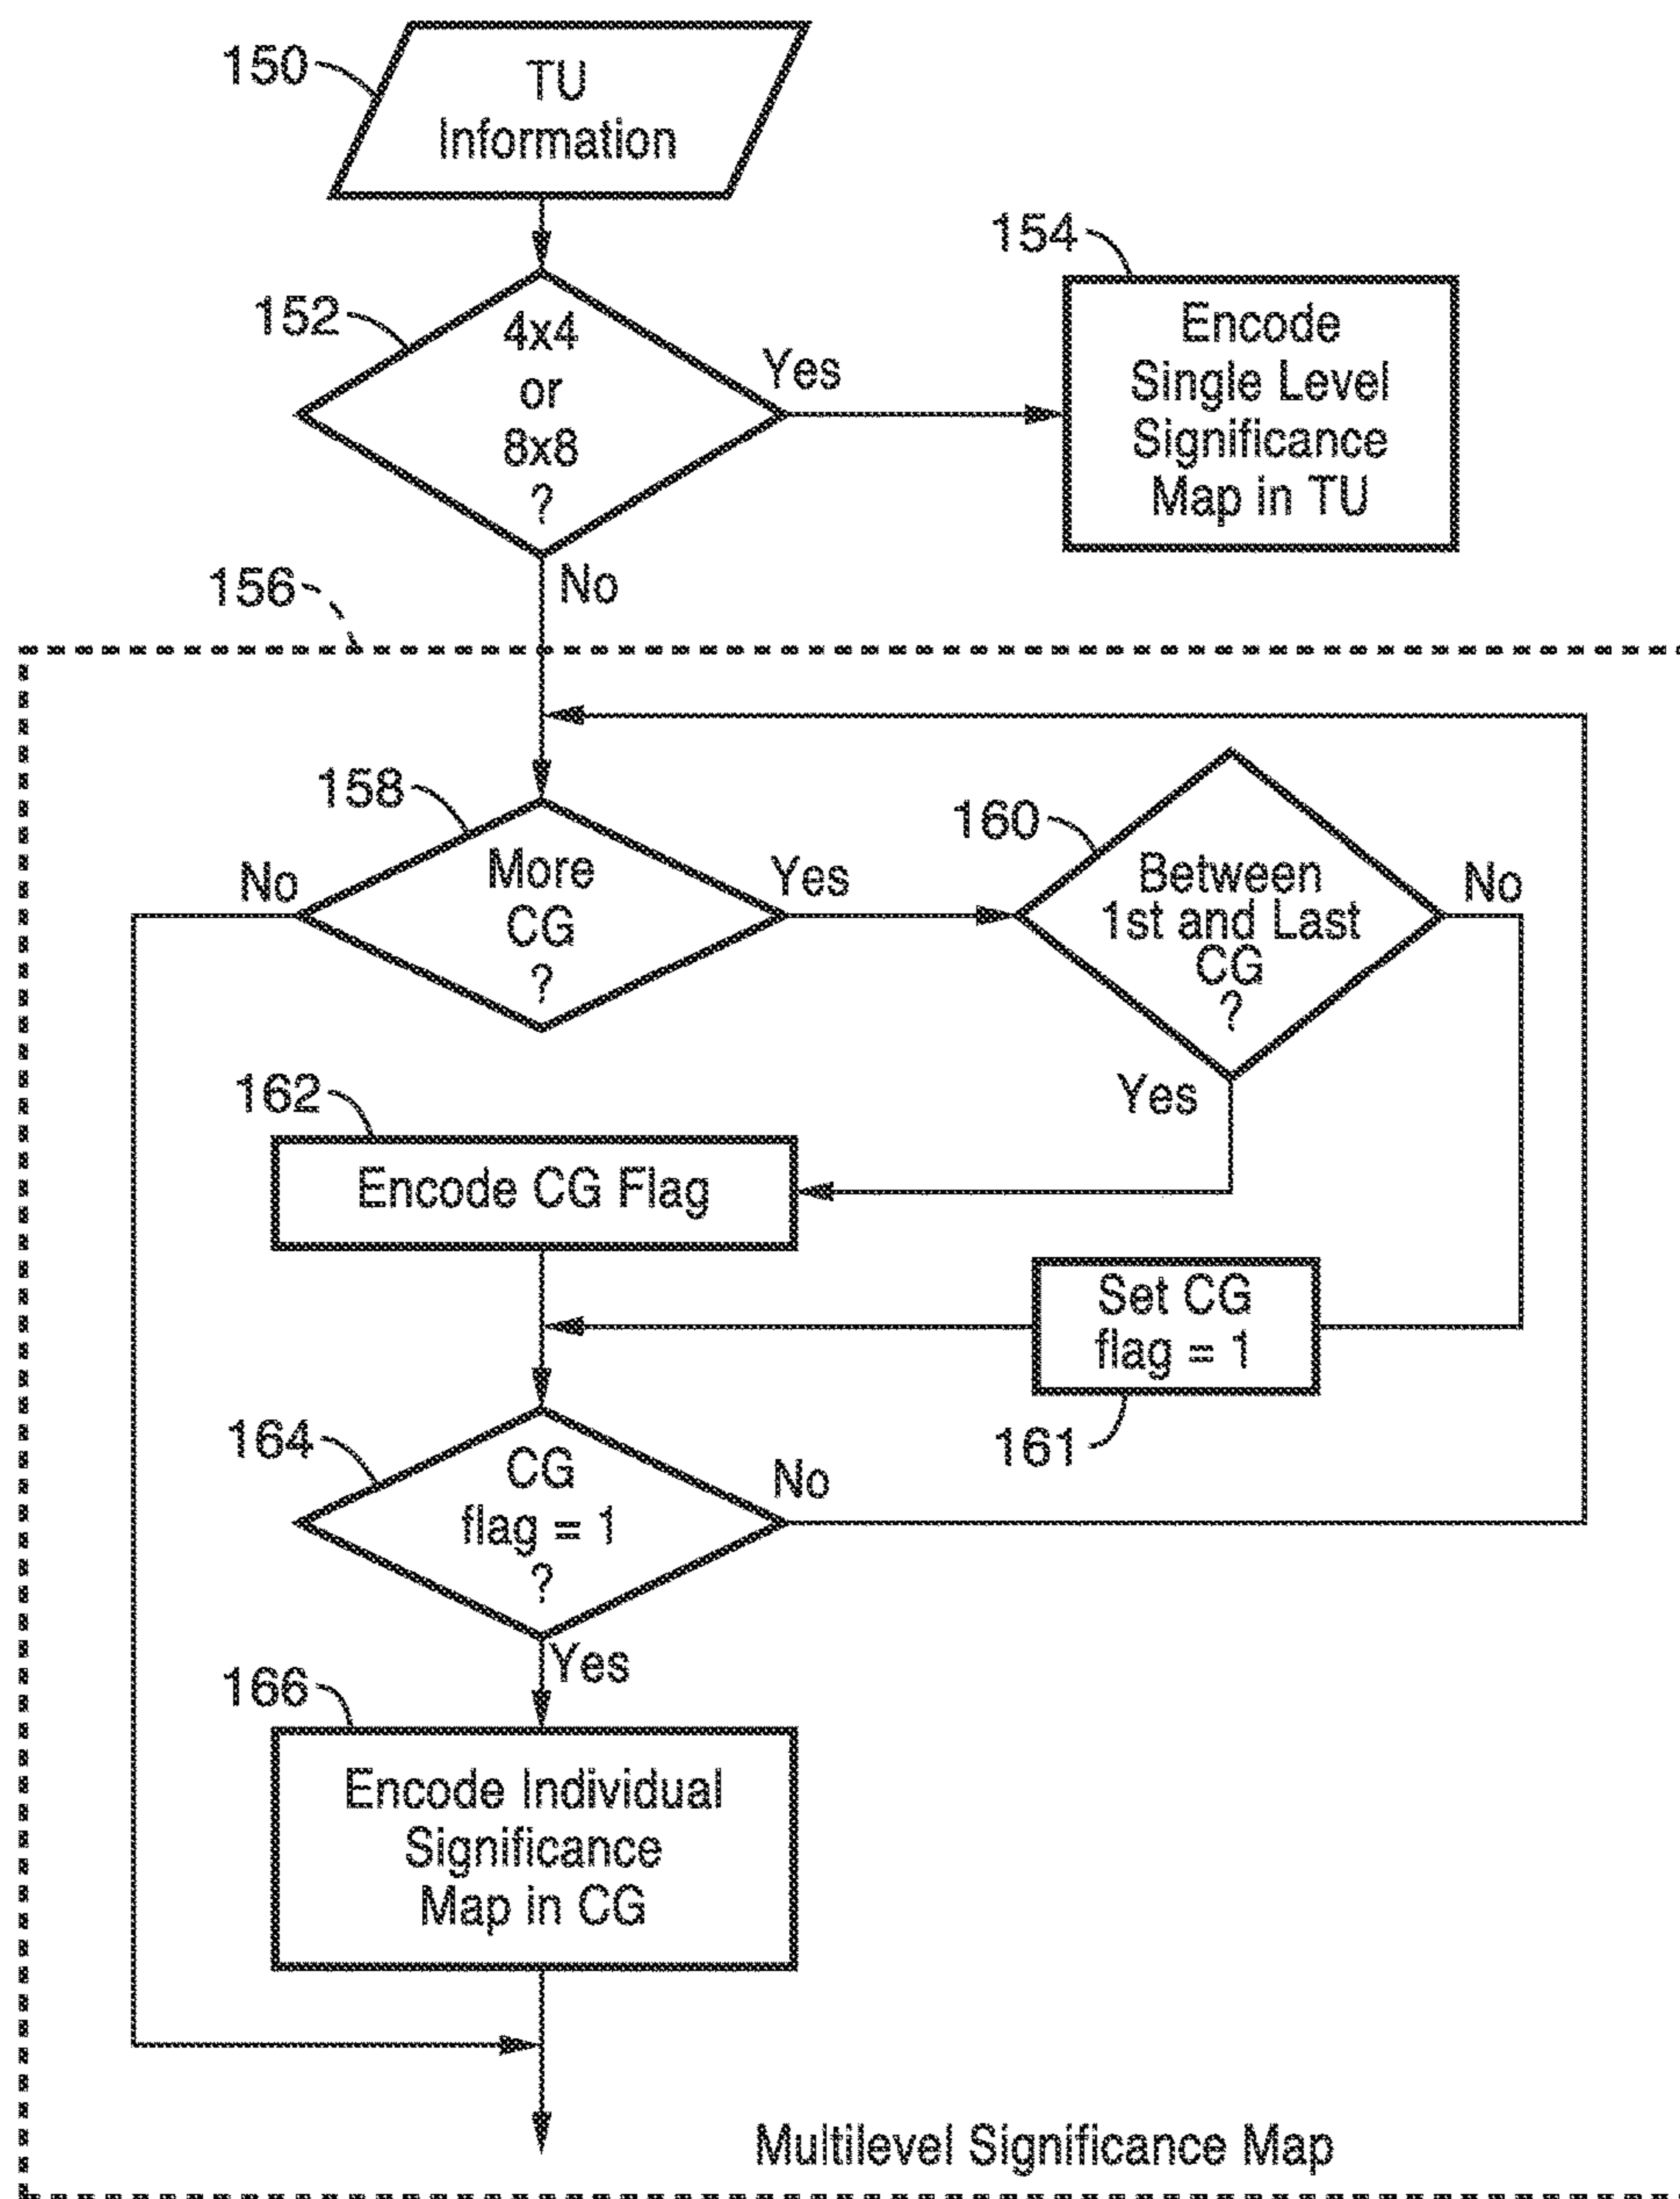 150
TU
Information
152
4x4
or
8x8
?
Yes
No
154
Encode
Single Level
Significance
Map in TU
156
158
More
CG
?
No
Yes
160
Between
1st and Last
CG
?
No
Yes
162
Encode CG Flag
Set CG
flag = 1
161
164
CG
flag = 1
?
No
Yes
166
Encode Individual
Significance
Map in CG
Multilevel Significance Map